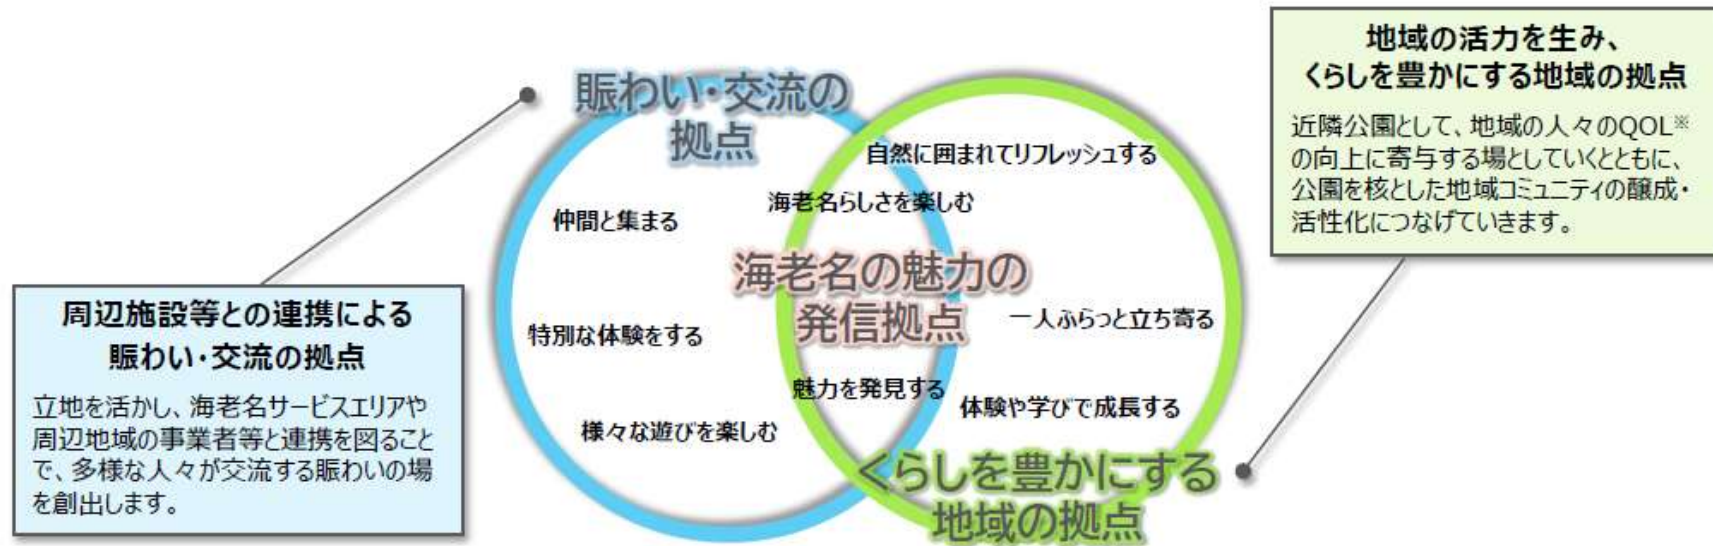 賑わい・交流の
拠点
仲間と集まる
特別な体験をする
様々な遊びを楽しむ
自然に囲まれてリフレッシュする
海老名らしさを楽しむ
海老名の魅力の
発信拠点
魅力を発見する
一人ふらっと立ち寄る
体験や学びで成長する
くらしを豊かにする
地域の拠点
周辺施設等との連携による
賑わい・交流の拠点
立地を活かし、海老名サービスエリアや
周辺地域の事業者等と連携を図ること
で、多様な人々が交流する賑わいの場
を創出します。
地域の活力を生み、
くらしを豊かにする地域の拠点
近隣公園として、地域の人々のQOL※
の向上に寄与する場としていくとともに、
公園を核とした地域コミュニティの醸成・
活性化につなげていきます。